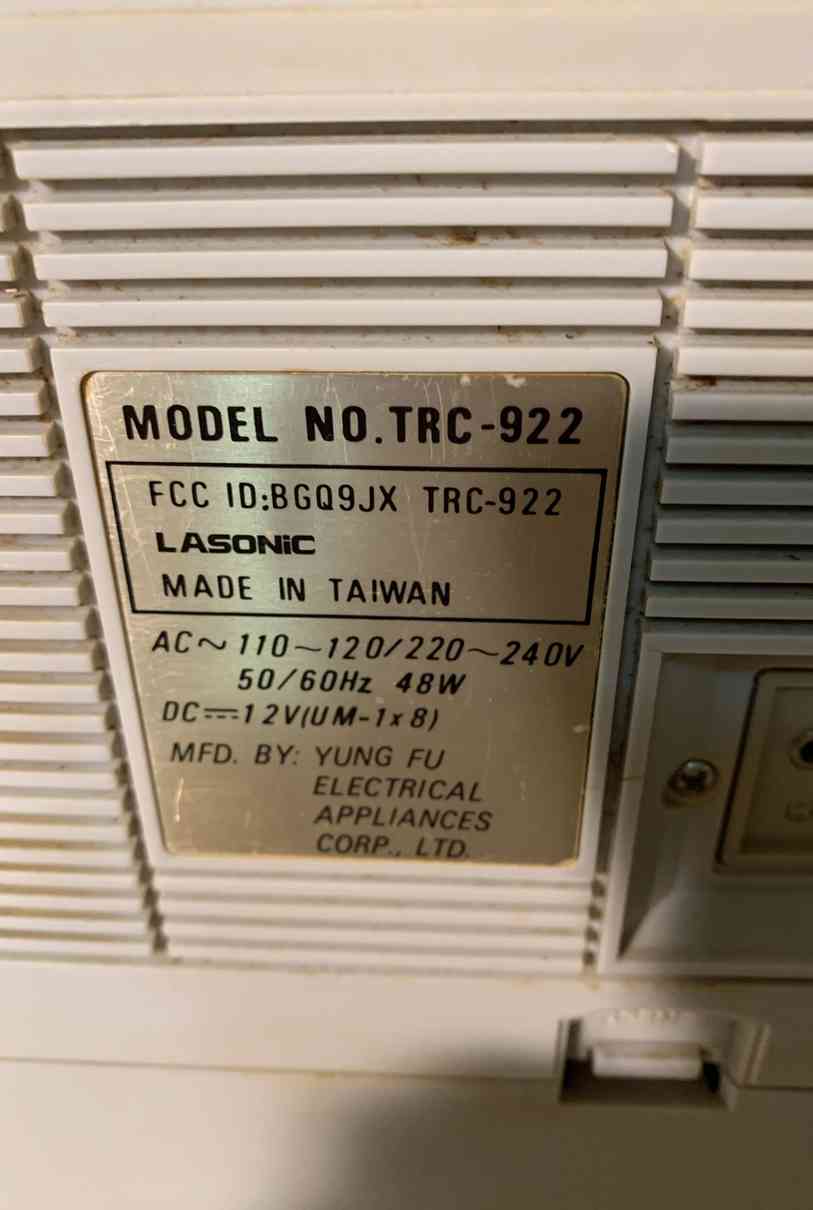 MODEL NO.TRC-922
FCC ID:BGQ9JX TRC-922
LASONiC
MADE IN TAIWAN
AC～110～120/220～240V
50/60Hz 48W
DC⎓12V(UM-1x8)
MFD. BY: YUNG FU
ELECTRICAL
APPLIANCES
CORP., LTD.